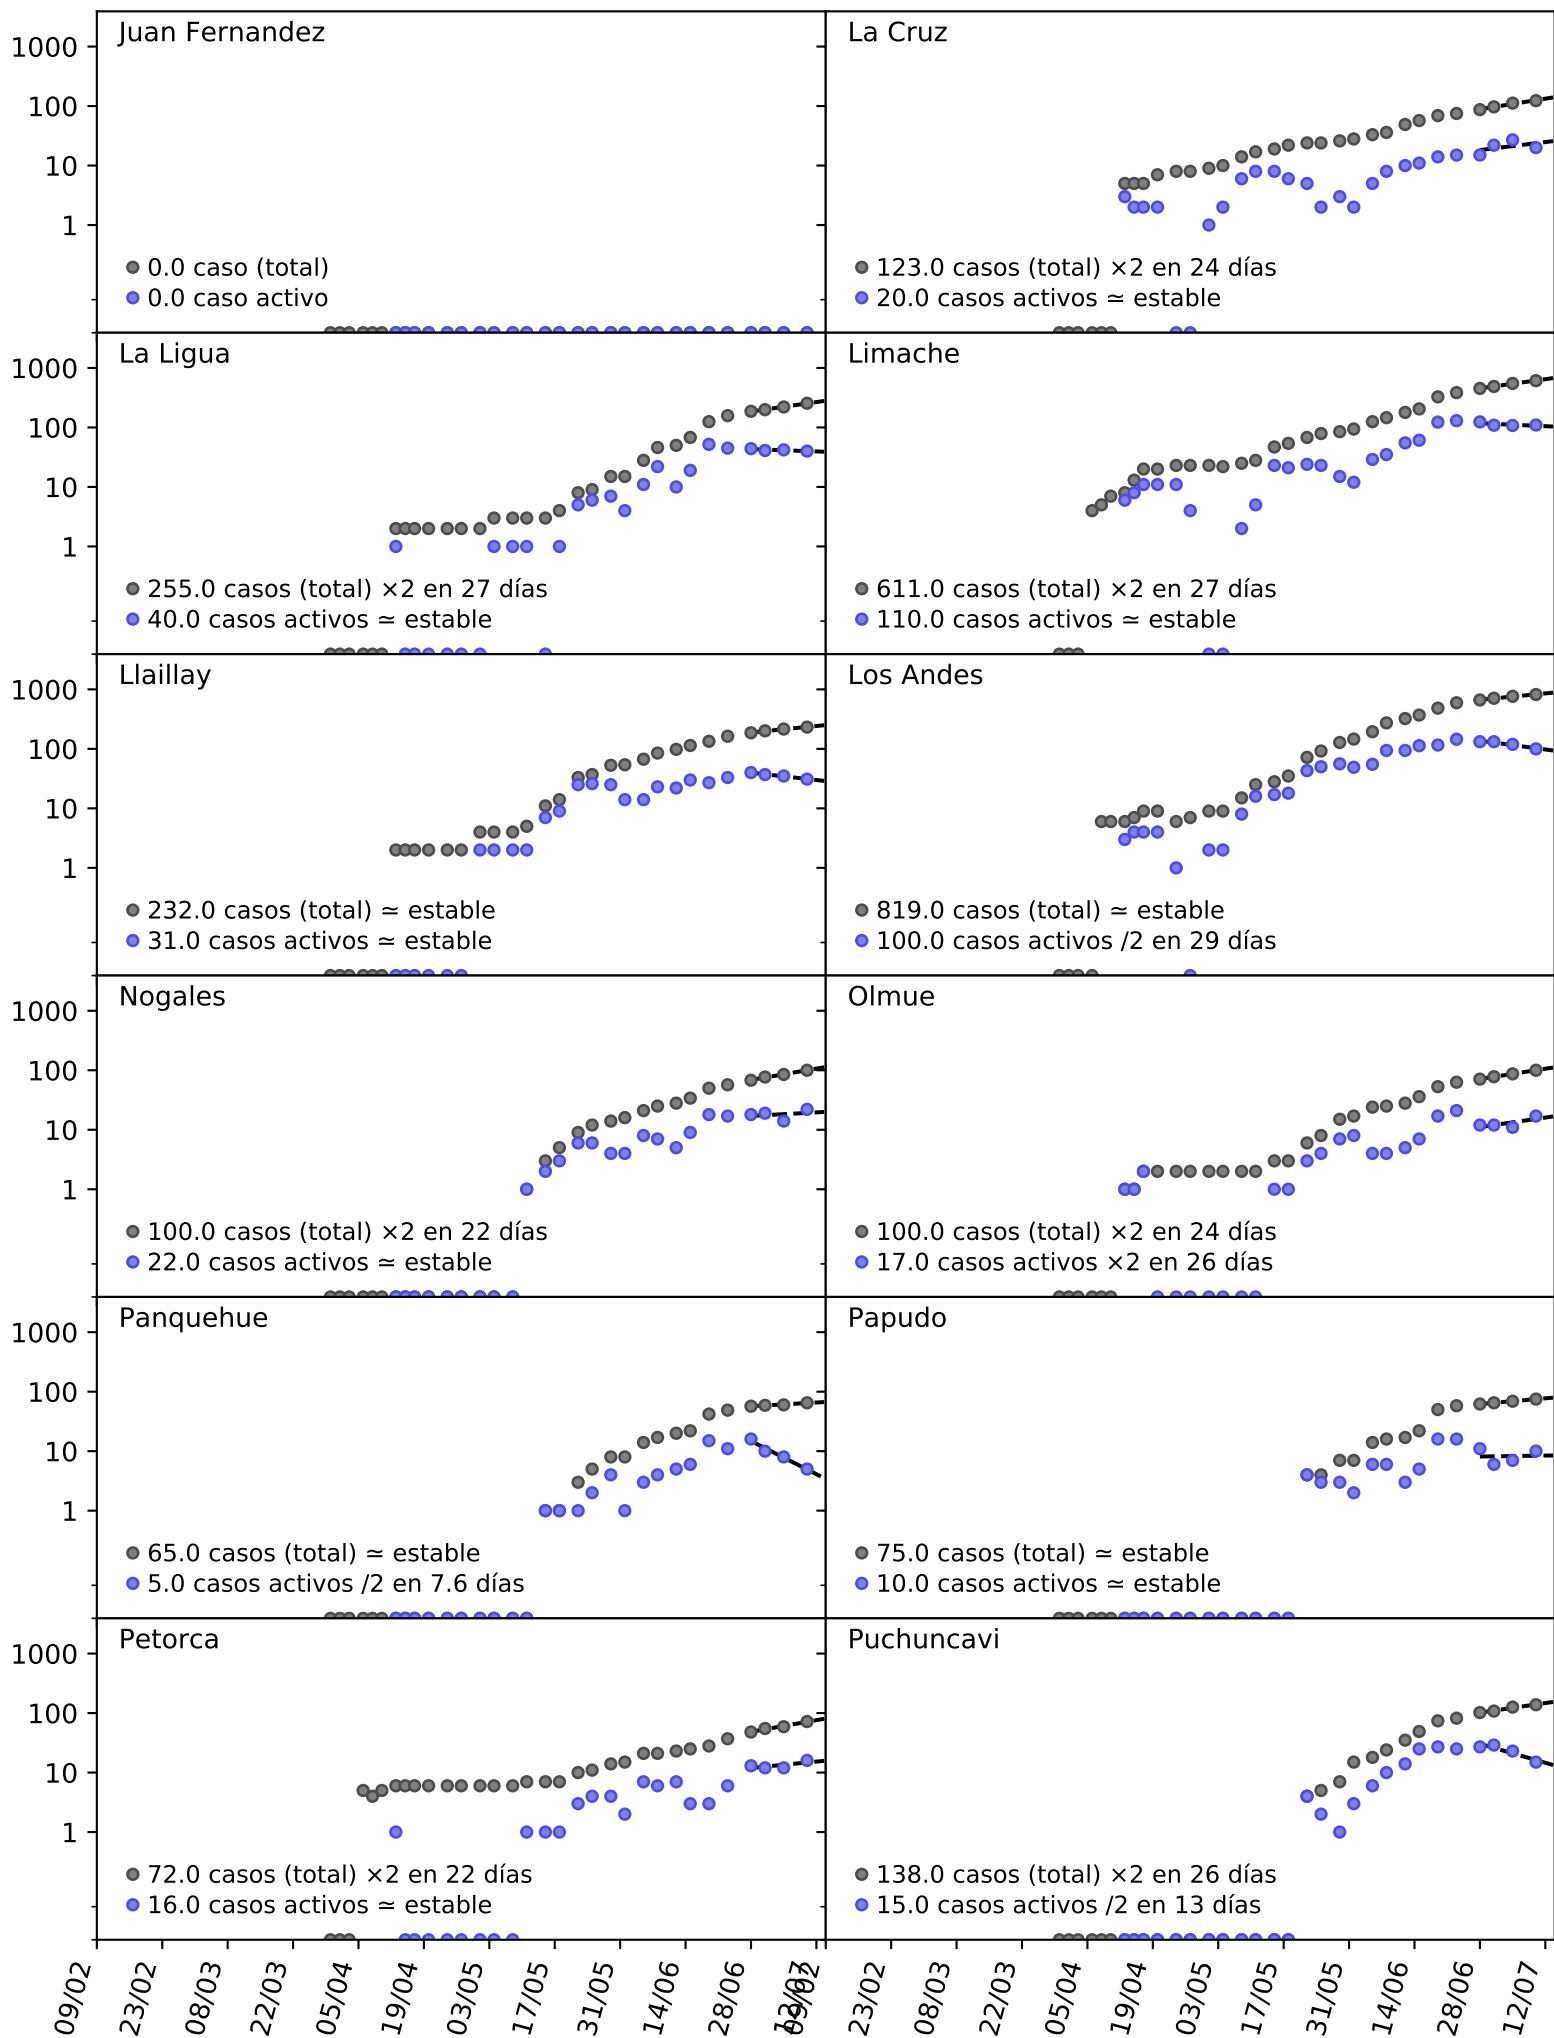 Juan Fernandez
1000
100
10
1
0.0 caso (total)
0.0 caso activo
La Cruz
123.0 casos (total) ×2 en 24 días
20.0 casos activos ≃ estable
La Ligua
1000
100
10
1
255.0 casos (total) ×2 en 27 días
40.0 casos activos ≃ estable
Limache
611.0 casos (total) ×2 en 27 días
110.0 casos activos ≃ estable
Llaillay
1000
100
10
1
232.0 casos (total) ≃ estable
31.0 casos activos ≃ estable
Los Andes
819.0 casos (total) ≃ estable
100.0 casos activos /2 en 29 días
Nogales
1000
100
10
1
100.0 casos (total) ×2 en 22 días
22.0 casos activos ≃ estable
Olmue
100.0 casos (total) ×2 en 24 días
17.0 casos activos ×2 en 26 días
Panquehue
1000
100
10
1
65.0 casos (total) ≃ estable
5.0 casos activos /2 en 7.6 días
Papudo
75.0 casos (total) ≃ estable
10.0 casos activos ≃ estable
Petorca
1000
100
10
1
72.0 casos (total) ×2 en 22 días
16.0 casos activos ≃ estable
Puchuncavi
138.0 casos (total) ×2 en 26 días
15.0 casos activos /2 en 13 días
09/02
23/02
08/03
22/03
05/04
19/04
03/05
17/05
31/05
14/06
28/06
12/07
09/02
23/02
08/03
22/03
05/04
19/04
03/05
17/05
31/05
14/06
28/06
12/07